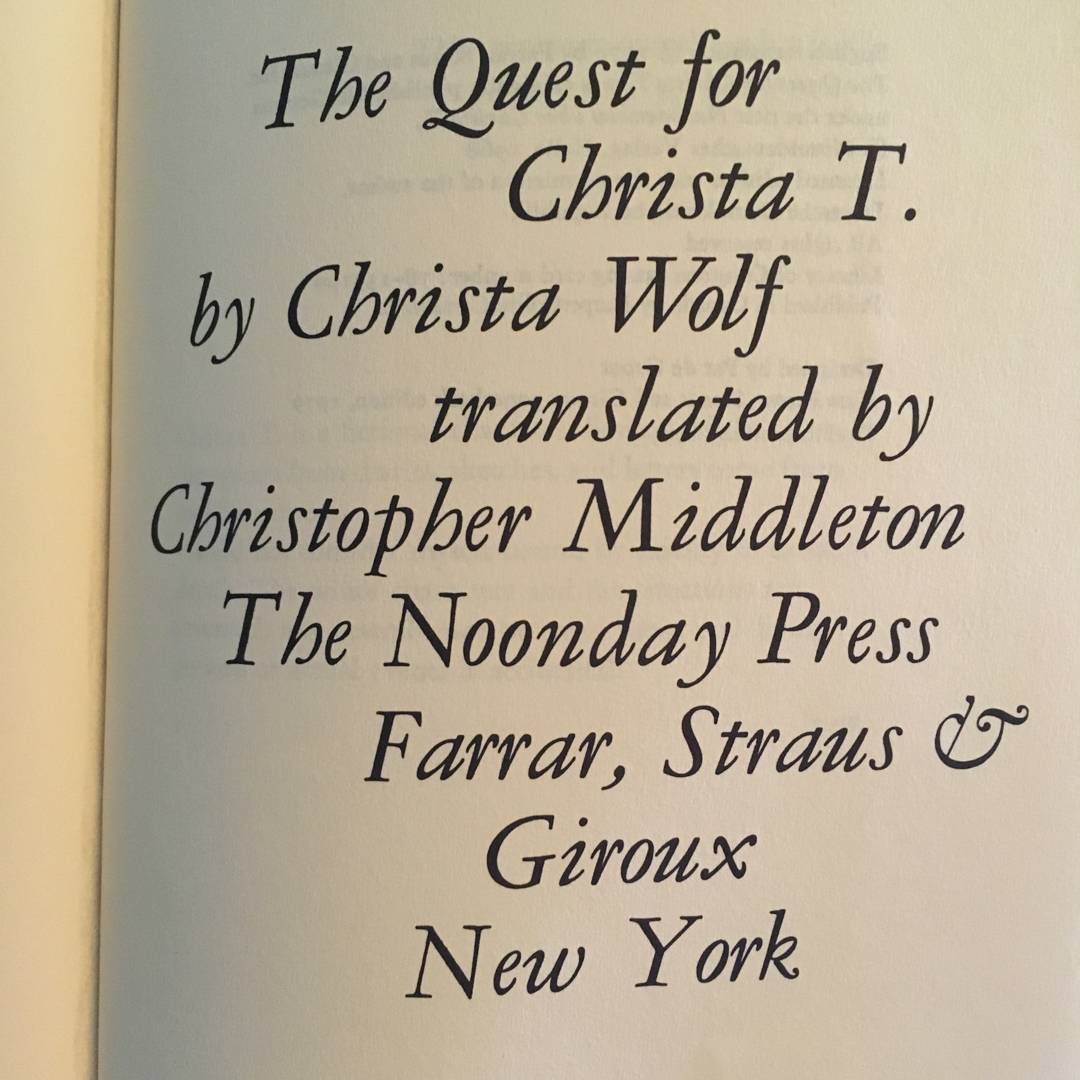 The Quest for
Christa T.
by Christa Wolf
translated by
Christopher Middleton
The Noonday Press
Farrar, Straus &
Giroux
New York